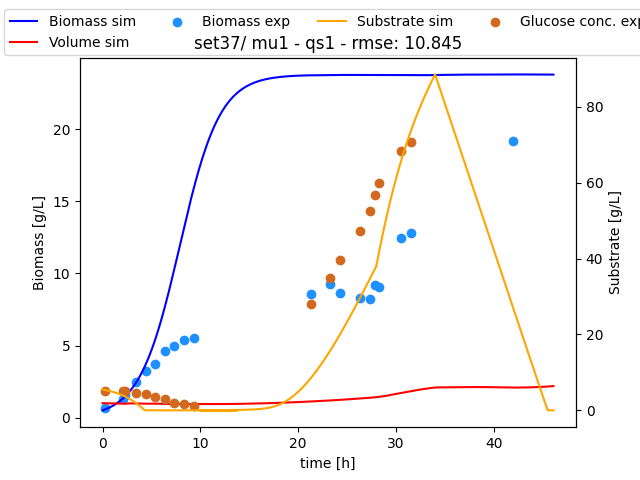 Biomass sim Biomass exp Substrate sim Glucose conc. exp
Volume sim
set37/ mu1 - qs1 - rmse: 10.845
Biomass [g/L]
20
15
10
5
0
0 10 20 30 40
time [h]
80
60
40
20
0
Substrate [g/L]